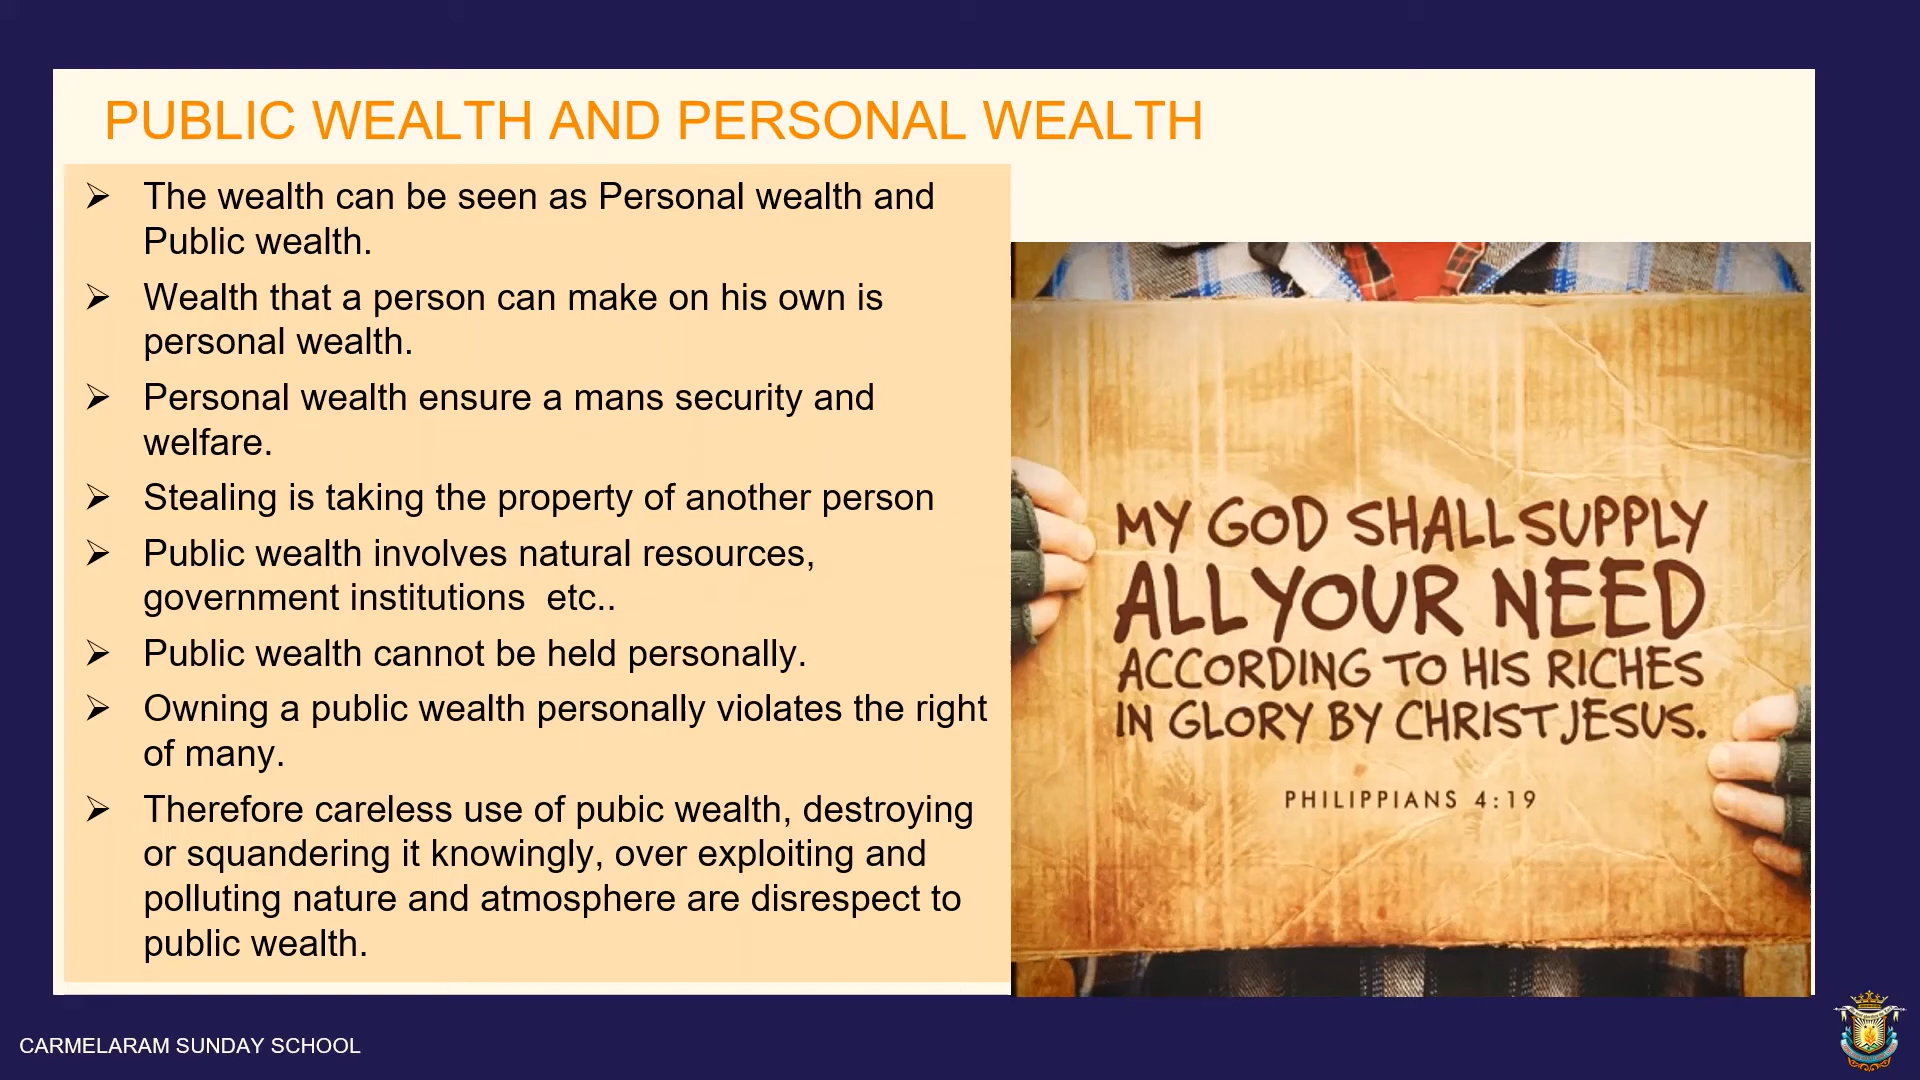 PUBLIC WEALTH AND PERSONAL WEALTH
➢ The wealth can be seen as Personal wealth and
Public wealth.
➢ Wealth that a person can make on his own is
personal wealth.
➢ Personal wealth ensure a mans security and
welfare.
➢ Stealing is taking the property of another person
➢ Public wealth involves natural resources,
government institutions  etc..
➢ Public wealth cannot be held personally.
➢ Owning a public wealth personally violates the right
of many.
➢ Therefore careless use of pubic wealth, destroying
or squandering it knowingly, over exploiting and
polluting nature and atmosphere are disrespect to
public wealth.
MY GOD SHALL SUPPLY
ALL YOUR NEED
ACCORDING TO HIS RICHES
IN GLORY BY CHRIST JESUS.
PHILIPPIANS 4:19
CARMELARAM SUNDAY SCHOOL